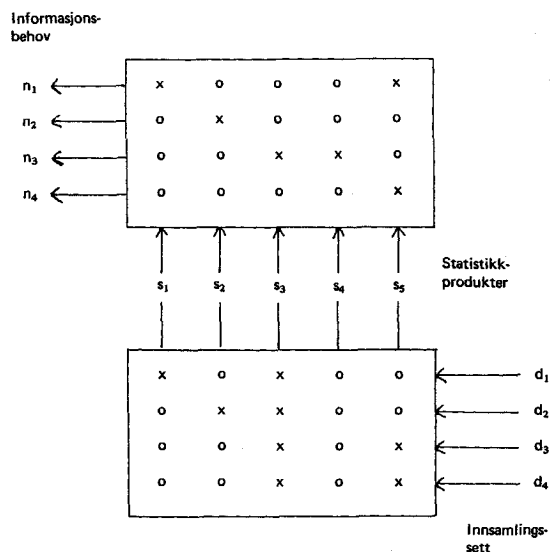 Informasjons-
behov
n₁ x o o o x
n₂ o x o o o
n₃ o o x x o
n₄ o o o o x
s₁ s₂ s₃ s₄ s₅
Statistikk-
produkter
x o x o o d₁
o x x o o d₂
o o x o x d₃
o o x o x d₄
Innsamlings-
sett